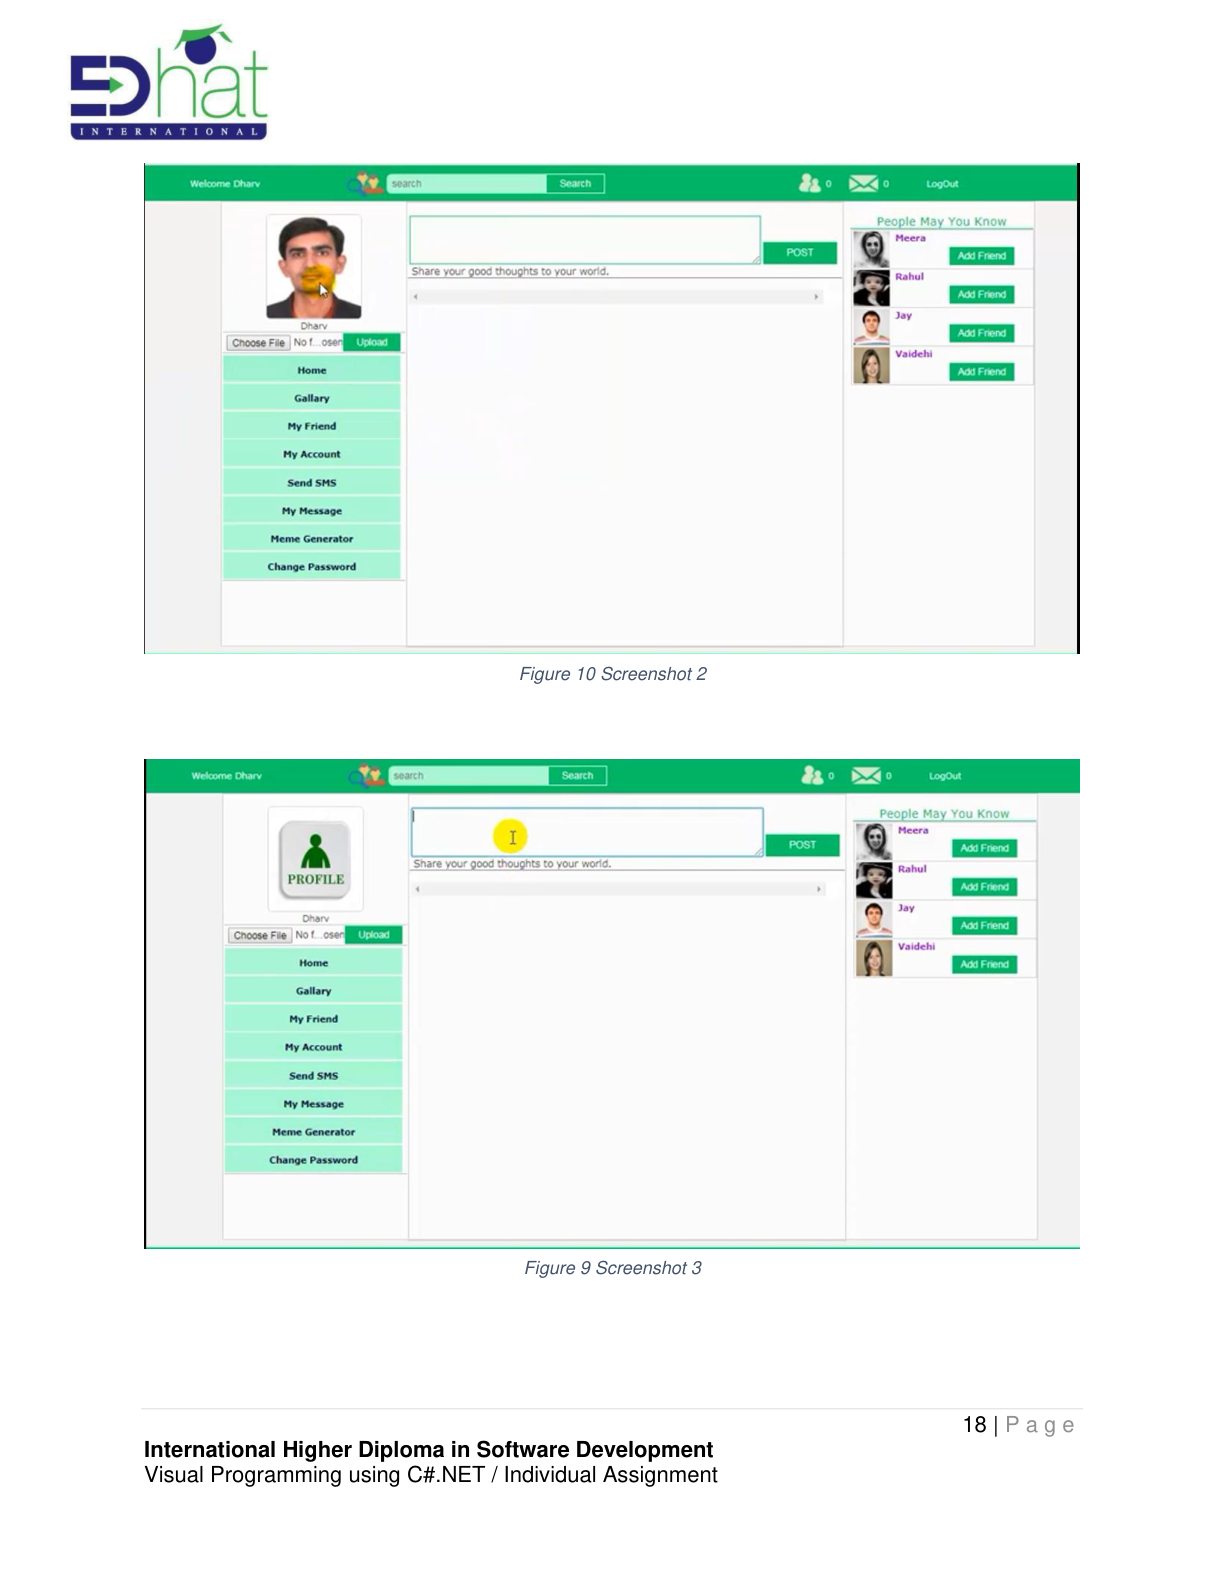 EDhat
INTERNATIONAL
Welcome Dharv
search
Search
0
0
LogOut
Dharv
Choose File No f...osen Upload
Home
Gallary
My Friend
My Account
Send SMS
My Message
Meme Generator
Change Password
POST
Share your good thoughts to your world.
People May You Know
Meera
Add Friend
Rahul
Add Friend
Jay
Add Friend
Vaidehi
Add Friend
Figure 10 Screenshot 2
Welcome Dharv
search
Search
0
0
LogOut
PROFILE
Dharv
Choose File No f...osen Upload
Home
Gallary
My Friend
My Account
Send SMS
My Message
Meme Generator
Change Password
POST
Share your good thoughts to your world.
People May You Know
Meera
Add Friend
Rahul
Add Friend
Jay
Add Friend
Vaidehi
Add Friend
Figure 9 Screenshot 3
18 | Page
International Higher Diploma in Software Development
Visual Programming using C#.NET / Individual Assignment